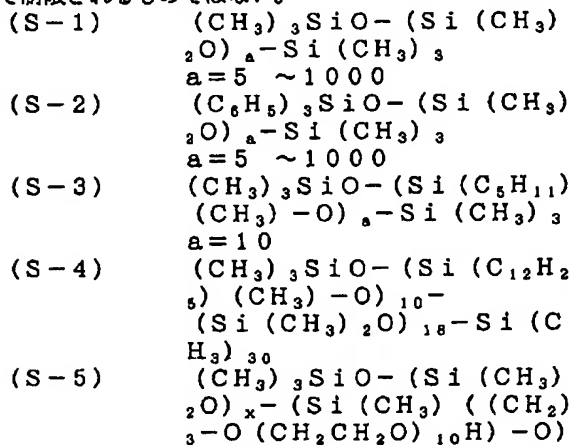 (S-1) (CH₃)₃SiO-(Si(CH₃)
₂O)ₐ-Si(CH₃)₃
a=5 ~1000
(S-2) (C₆H₅)₃SiO-(Si(CH₃)
₂O)ₐ-Si(CH₃)₃
a=5 ~1000
(S-3) (CH₃)₃SiO-(Si(C₅H₁₁)
(CH₃)-O)ₐ-Si(CH₃)₃
a=10
(S-4) (CH₃)₃SiO-(Si(C₁₂H₂
₅)(CH₃)-O)₁₀-
(Si(CH₃)₂O)₁₈-Si(C
H₃)₃₀
(S-5) (CH₃)₃SiO-(Si(CH₃)
₂O)ₓ-(Si(CH₃)((CH₂)
₃-O(CH₂CH₂O)₁₀H)-O)